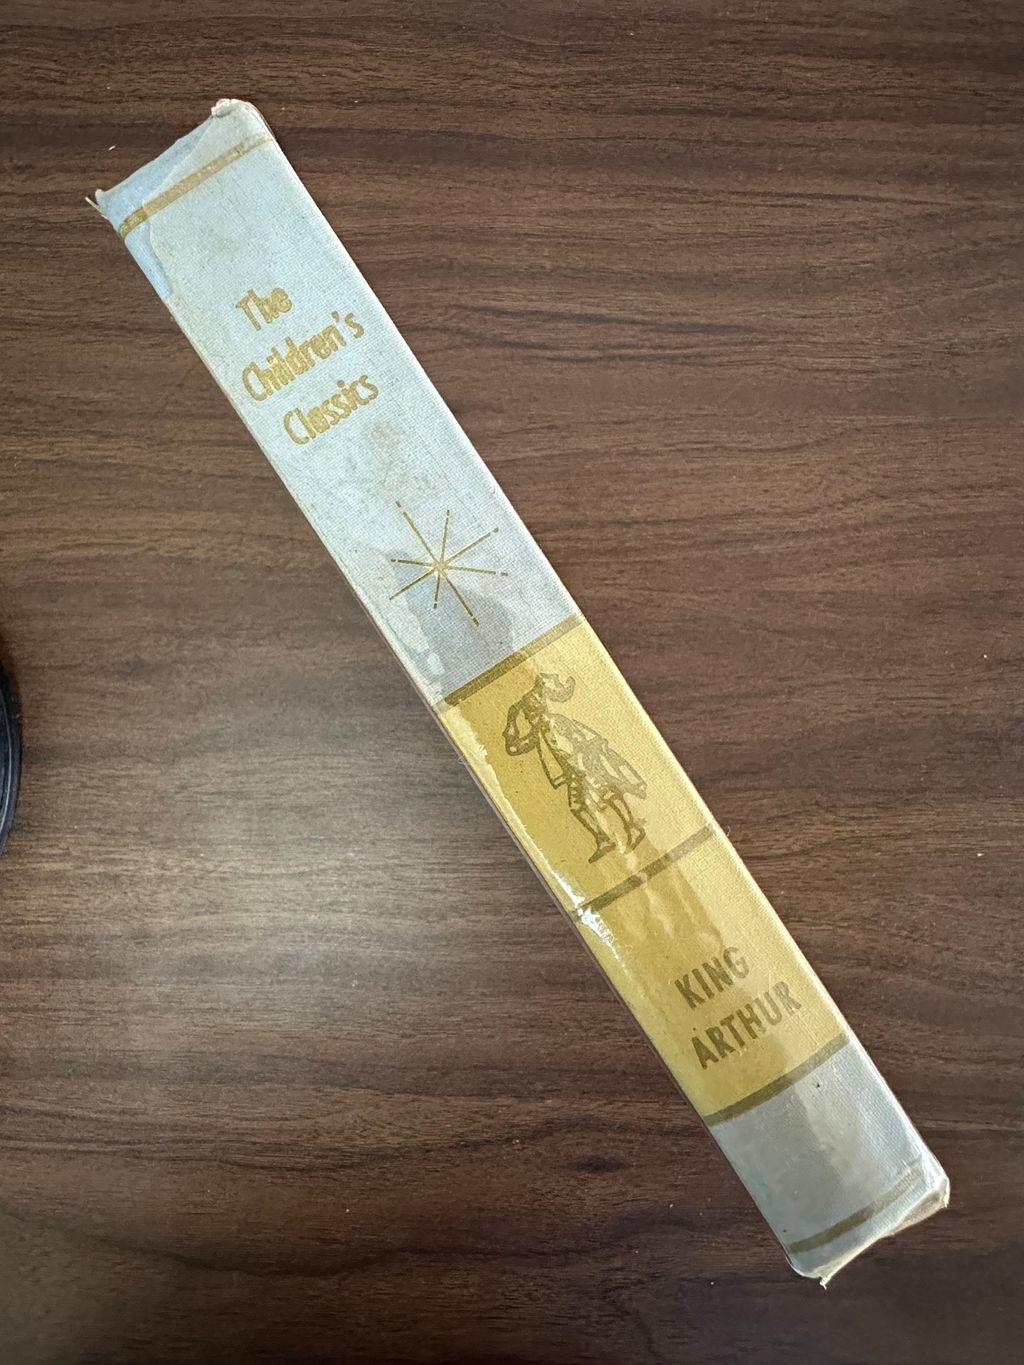 The
Children's
Classics
KING
ARTHUR